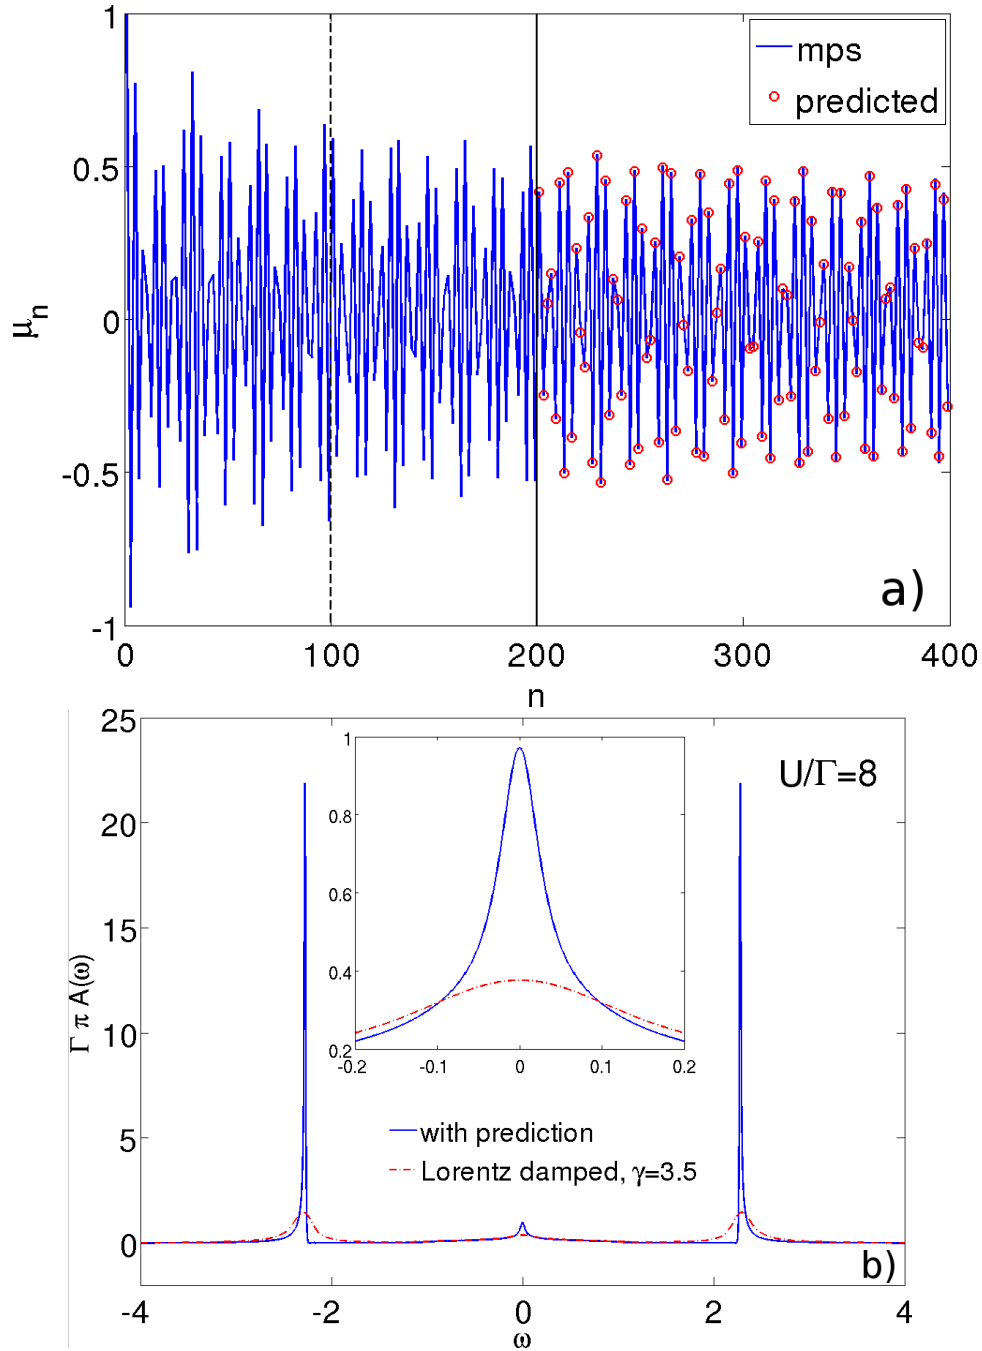 1
0.5
0
-0.5
-1
μn
mps
predicted
a)
0 100 200 300 400
n
25
20
15
10
5
0
Γ π A(ω)
U/Γ=8
1
0.8
0.6
0.4
0.2
-0.2 -0.1 0 0.1 0.2
with prediction
Lorentz damped, γ=3.5
b)
-4 -2 0 2 4
ω